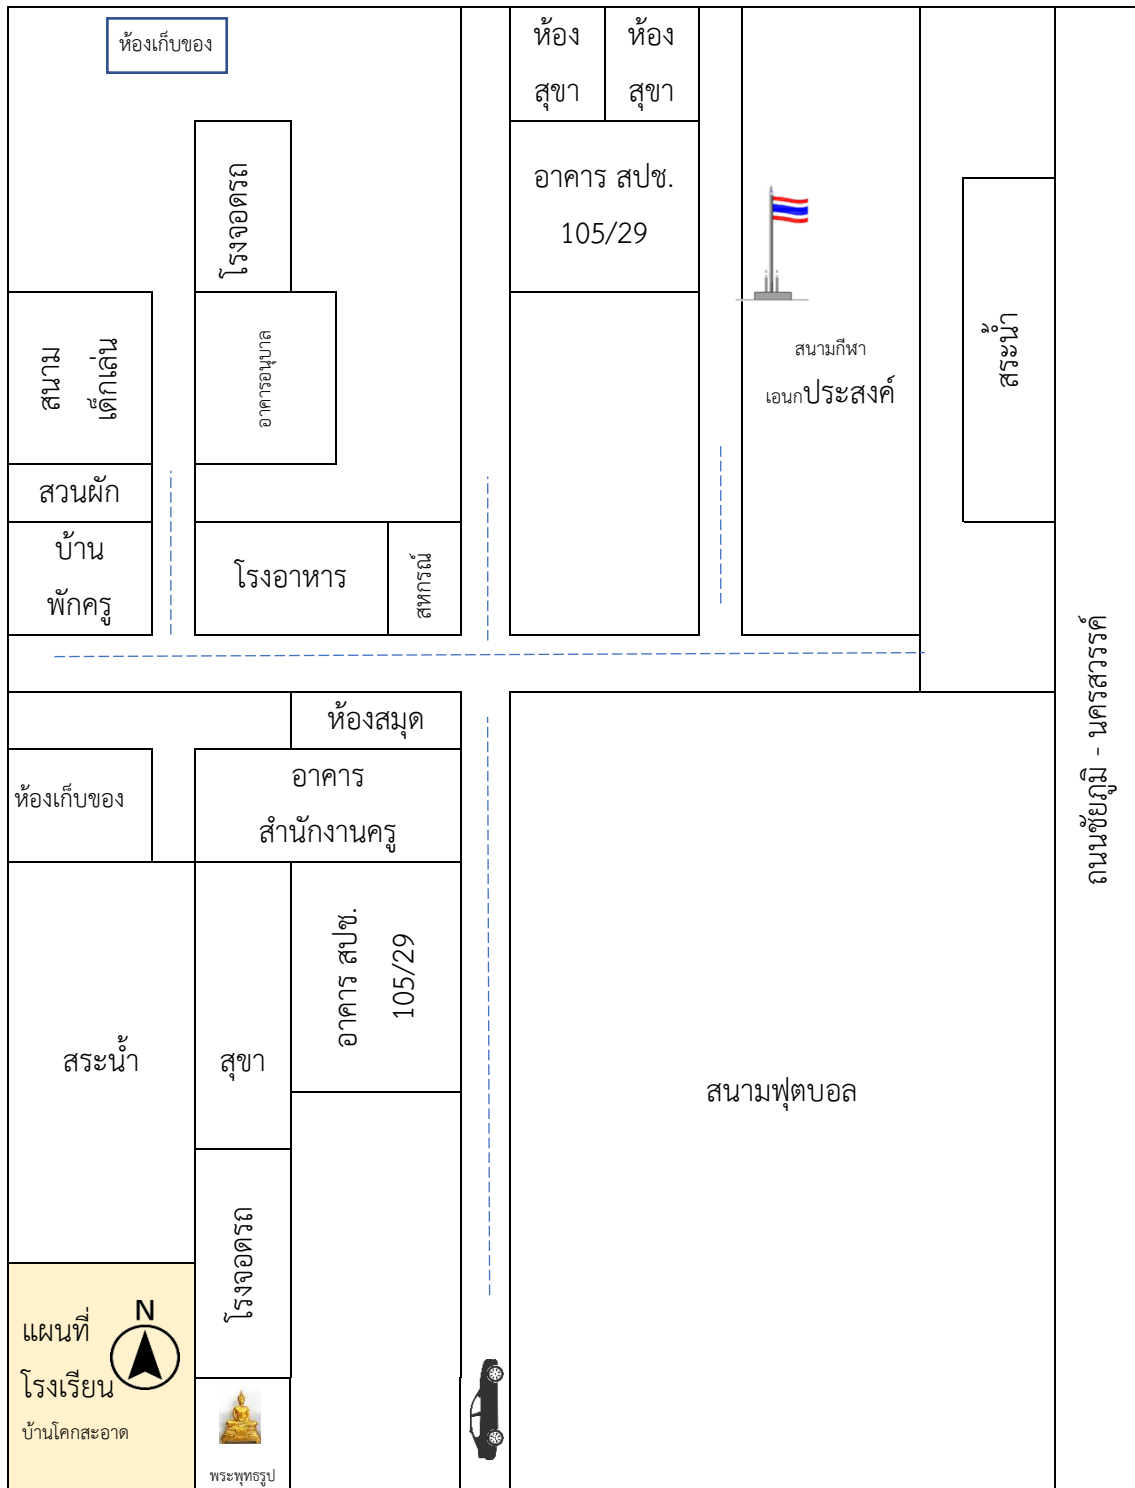 ห้องเก็บของ
ห้อง
สุขา
ห้อง
สุขา
โรงจอดรถ
อาคาร สปช.
105/29
สนาม
เด็กเล่น
อาคารอนุบาล
สนามกีฬา
เอนกประสงค์
สระน้ำ
สวนผัก
บ้าน
พักครู
โรงอาหาร
สหกรณ์
ถนนชัยภูมิ - นครสวรรค์
ห้องสมุด
ห้องเก็บของ
อาคาร
สำนักงานครู
อาคาร สปช.
105/29
สระน้ำ
สุขา
สนามฟุตบอล
โรงจอดรถ
N
แผนที่
โรงเรียน
บ้านโคกสะอาด
พระพุทธรูป